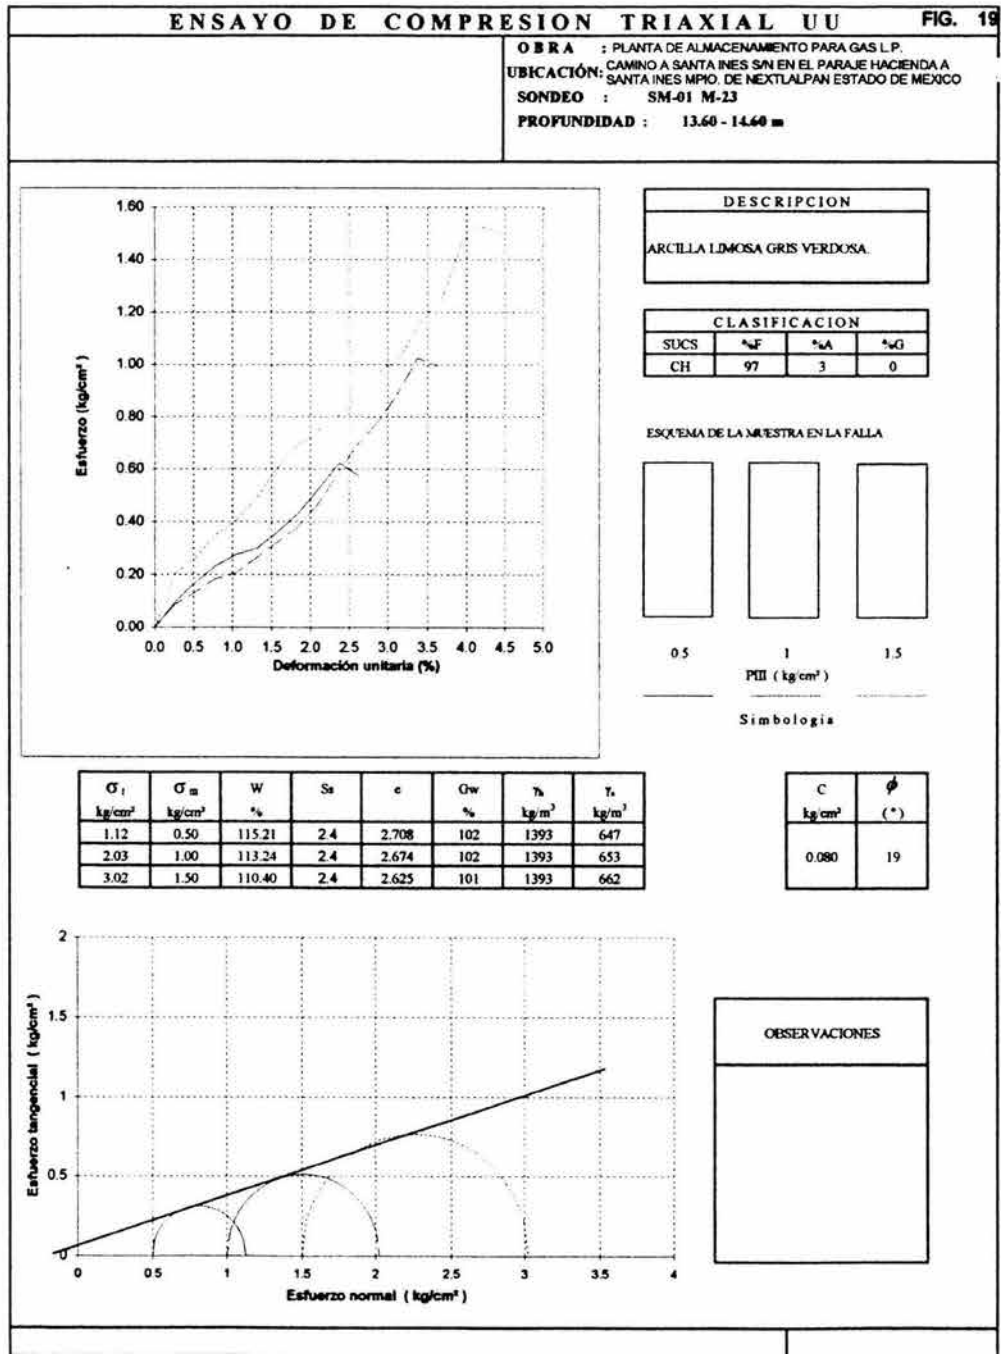 ENSAYO DE COMPRESION TRIAXIAL UU
FIG. 19
OBRA : PLANTA DE ALMACENAMIENTO PARA GAS L.P.
UBICACIÓN: CAMINO A SANTA INES S/N EN EL PARAJE HACIENDA A
SANTA INES MPIO. DE NEXTLALPAN ESTADO DE MEXICO
SONDEO : SM-01 M-23
PROFUNDIDAD : 13.60 - 14.60 m
1.60
1.40
1.20
1.00
0.80
0.60
0.40
0.20
0.00
Esfuerzo (kg/cm²)
0.0 0.5 1.0 1.5 2.0 2.5 3.0 3.5 4.0 4.5 5.0
Deformación unitaria (%)
DESCRIPCION
ARCILLA LIMOSA GRIS VERDOSA.
CLASIFICACION
SUCS %F %A %G
CH 97 3 0
ESQUEMA DE LA MUESTRA EN LA FALLA
0.5 1 1.5
PIII ( kg/cm² )
Simbologia
σ ı σ m W Ss e Gw γh γs
kg/cm² kg/cm² % % kg/m³ kg/m³
1.12 0.50 115.21 2.4 2.708 102 1393 647
2.03 1.00 113.24 2.4 2.674 102 1393 653
3.02 1.50 110.40 2.4 2.625 101 1393 662
C ϕ
kg/cm² (°)
0.080 19
2
1.5
1
0.5
0
Esfuerzo tangencial ( kg/cm² )
0 0.5 1 1.5 2 2.5 3 3.5 4
Esfuerzo normal ( kg/cm² )
OBSERVACIONES